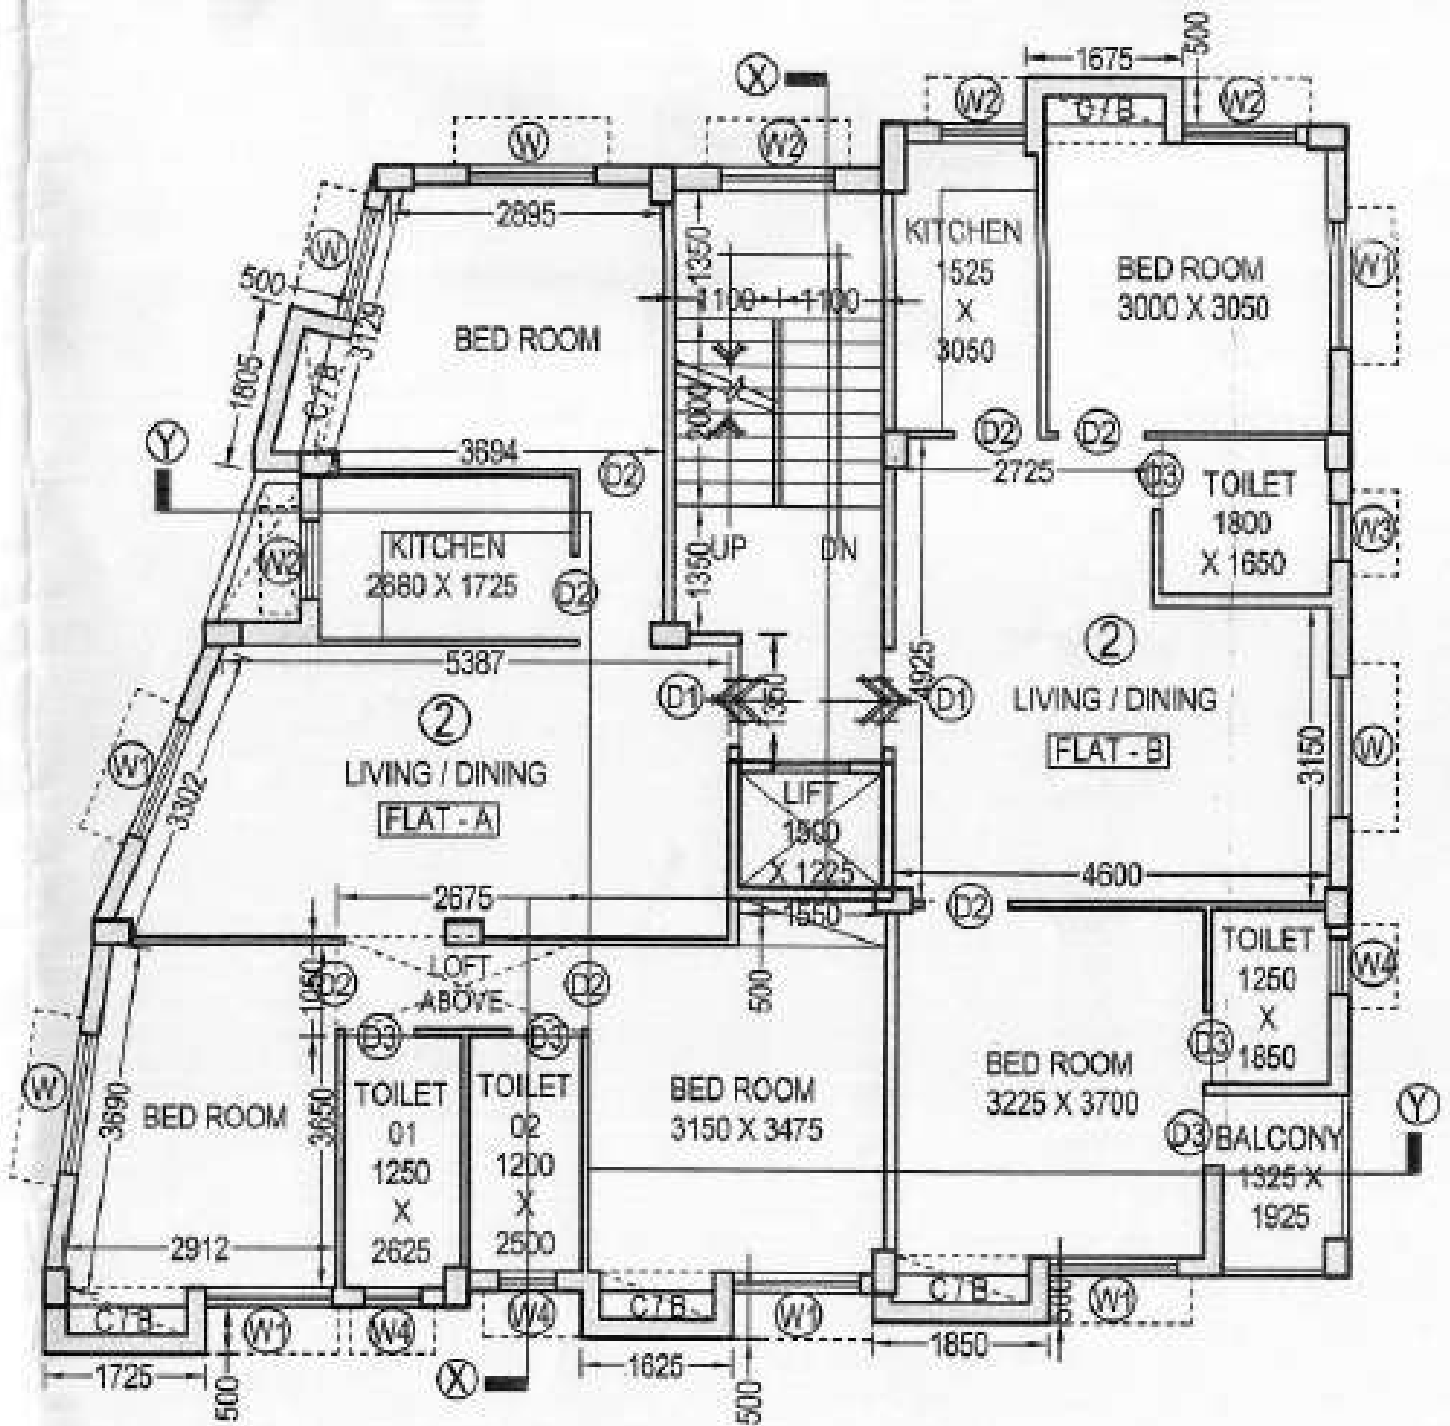 1675
500
X
W2
C7B
W2
W
W2
2895
W
1350
KITCHEN
1525
X
3050
BED ROOM
3000 X 3050
W1
500
1100
1100
3129
BED ROOM
1805
C7B
2000
Y
3694
D2
D2
D2
2725
D3
TOILET
1800
X 1650
W3
W2
KITCHEN
2680 X 1725
D2
1350
UP
DN
2
4925
5387
D1
D1
LIVING / DINING
FLAT - B
W
3150
2
LIVING / DINING
FLAT - A
W1
3302
LIFT
X 1225
4600
2675
1550
D2
TOILET
1250
X
1850
W4
LOFT
ABOVE
1050
D2
D2
500
D3
D3
D3
W
3690
BED ROOM
3650
TOILET
01
1250
X
2625
TOILET
02
1200
X
2500
BED ROOM
3150 X 3475
BED ROOM
3225 X 3700
D3
BALCONY
1325 X
1925
Y
2912
C7B
W1
W4
W4
C7B
W1
C7B
500
W1
1725
500
X
1625
500
1850